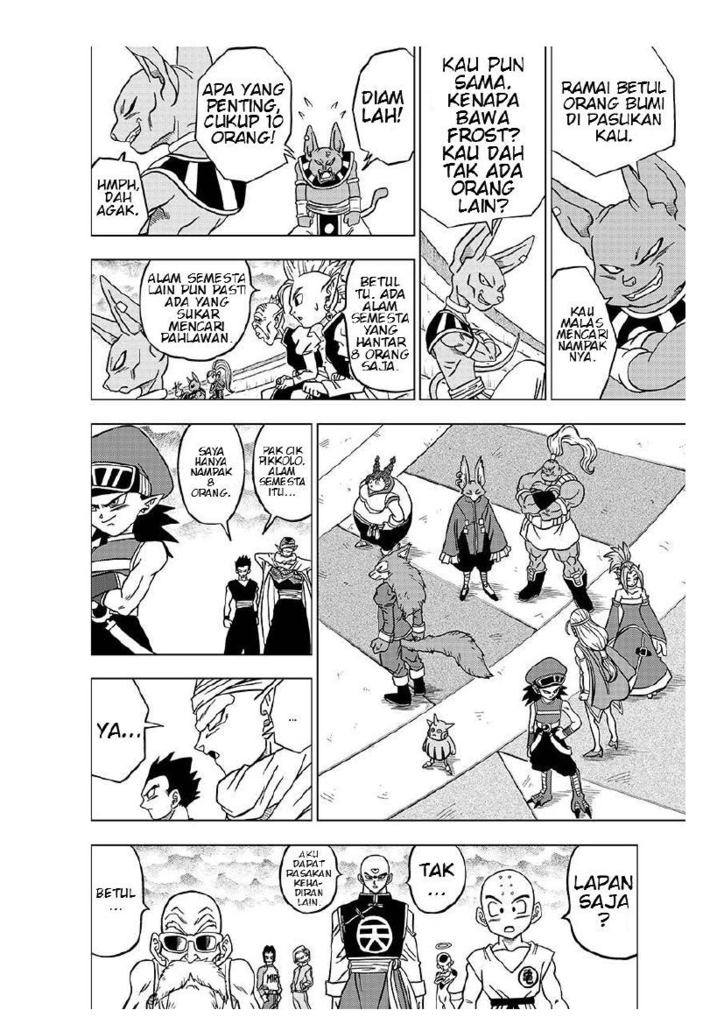 RAMAI BETUL
ORANG BUMI
DI PASUKAN
KAU.
KAU
MALAS
MENCARI
NAMPAK
NYA.
KAU PUN
SAMA.
KENAPA
BAWA
FROST?
KAU DAH
TAK ADA
ORANG
LAIN?
DIAM
LAH!
APA YANG
PENTING,
CUKUP 10
ORANG!
HMPH,
DAH
AGAK.
BETUL
TU. ADA
ALAM
SEMESTA
YANG
HANTAR
8 ORANG
SAJA.
ALAM SEMESTA
LAIN PUN PASTI
ADA YANG
SUKAR
MENCARI
PAHLAWAN.
PAK CIK
PIKKOLO.
ALAM
SEMESTA
ITU...
SAYA
HANYA
NAMPAK
8
ORANG.
...
YA...
LAPAN
SAJA
?
TAK
...
AKU
DAPAT
RASAKAN
KEHA-
DIRAN
LAIN.
BETUL
...
天
亀
MIR